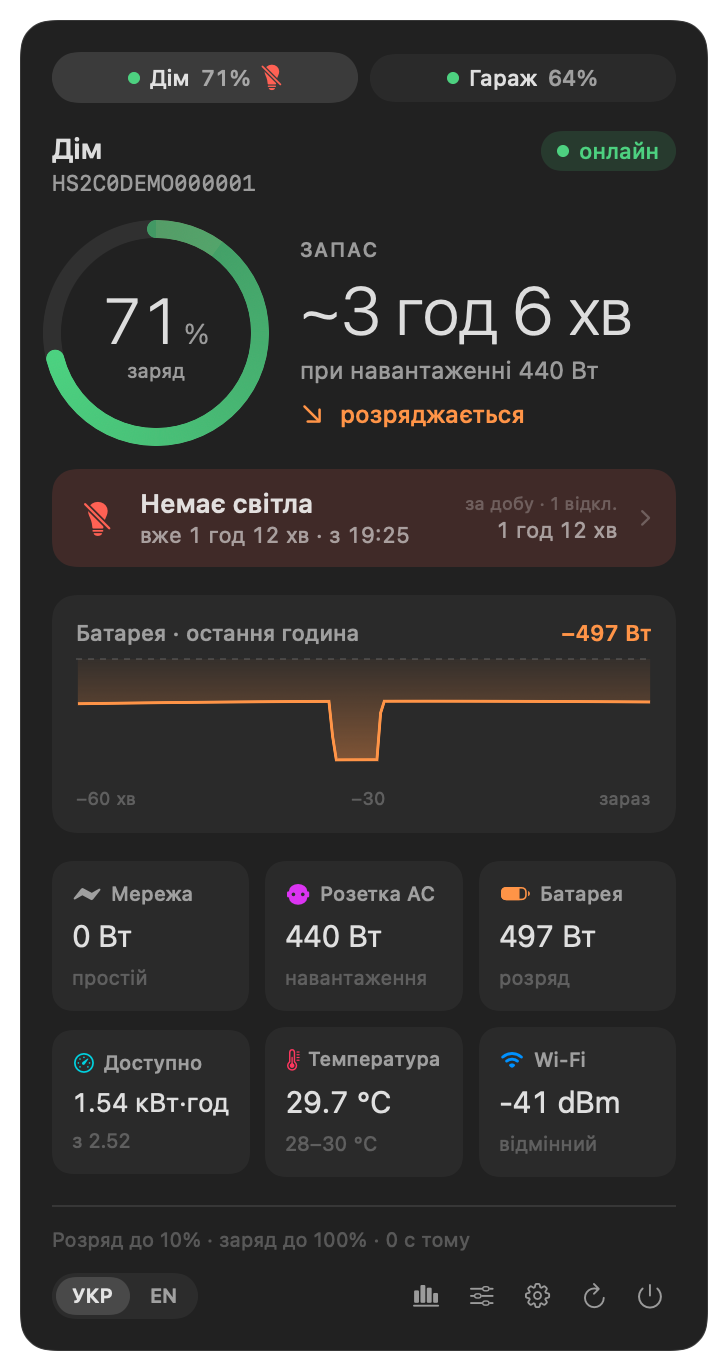 Дім 71%
Гараж 64%
Дім
онлайн
HS2C0DEMO000001
71 %
заряд
ЗАПАС
~3 год 6 хв
при навантаженні 440 Вт
розряджається
Немає світла
вже 1 год 12 хв · з 19:25
за добу · 1 відкл.
1 год 12 хв
Батарея · остання година
−497 Вт
−60 хв
−30
зараз
Мережа
0 Вт
простій
Розетка AC
440 Вт
навантаження
Батарея
497 Вт
розряд
Доступно
1.54 кВт·год
з 2.52
Температура
29.7 °C
28–30 °C
Wi-Fi
-41 dBm
відмінний
Розряд до 10% · заряд до 100% · 0 с тому
УКР
EN